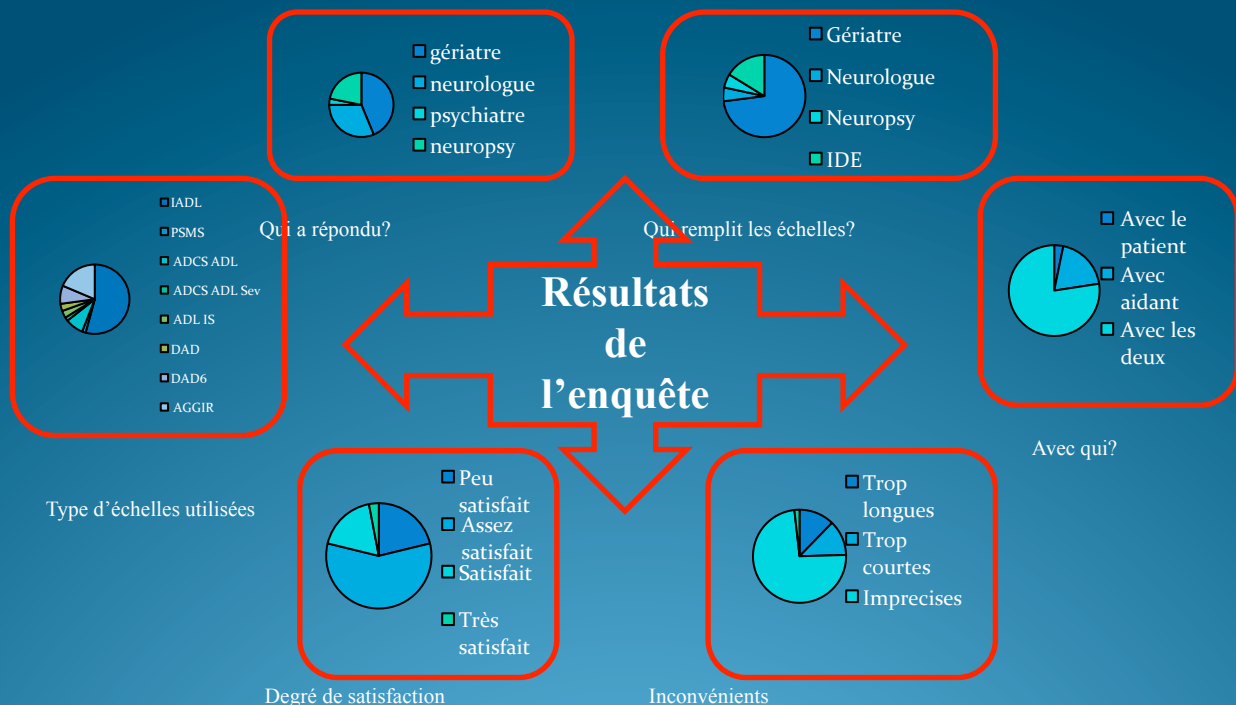 gériatre
neurologue
psychiatre
neuropsy
Qui a répondu?
Gériatre
Neurologue
Neuropsy
IDE
Qui remplit les échelles?
IADL
PSMS
ADCS ADL
ADCS ADL Sev
ADL IS
DAD
DAD6
AGGIR
Type d’échelles utilisées
Résultats
de
l’enquête
Avec le
patient
Avec
aidant
Avec les
deux
Avec qui?
Peu
satisfait
Assez
satisfait
Satisfait
Très
satisfait
Degré de satisfaction
Trop
longues
Trop
courtes
Imprecises
Inconvénients